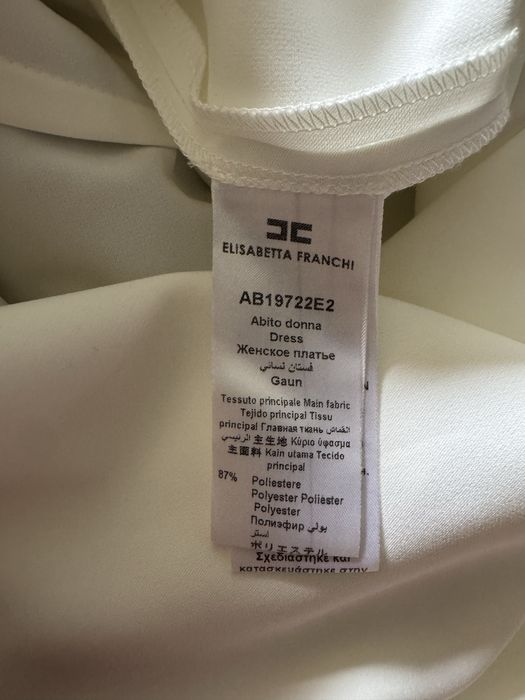 ELISABETTA FRANCHI
AB19722E2
Abito donna
Dress
Женское платье
فستان نسائي
Gaun
Tessuto principale Main fabric
Tejido principal Tissu
principal Главная ткань القماش
الرئيسي 主生地 Κύριο ύφασμα
主面料 Kain utama Tecido
principal
87% Poliestere
Polyester Polièster
Polyester
Полиэфир بولي
استر
ポリエステル
Σχεδιάστηκε και
κατασκευάστηκε στην